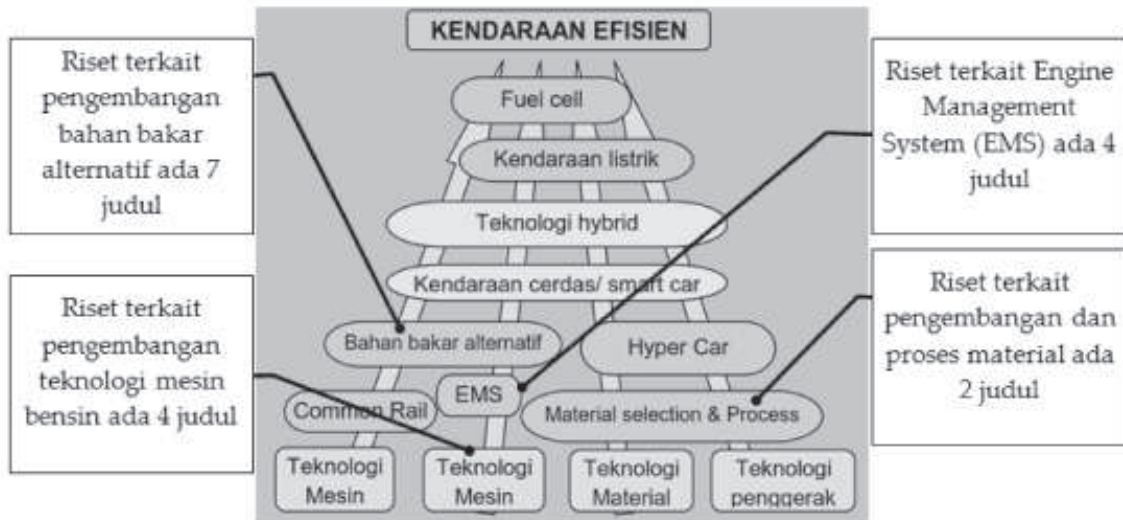 KENDARAAN EFISIEN
Riset terkait
pengembangan
bahan bakar
alternatif ada 7
judul
Riset terkait Engine
Management
System (EMS) ada 4
judul
Fuel cell
Kendaraan listrik
Teknologi hybrid
Kendaraan cerdas/ smart car
Riset terkait
pengembangan
teknologi mesin
bensin ada 4 judul
Riset terkait
pengembangan dan
proses material ada
2 judul
Bahan bakar alternatif
Hyper Car
EMS
Common Rail
Material selection & Process
Teknologi
Mesin
Teknologi
Mesin
Teknologi
Material
Teknologi
penggerak